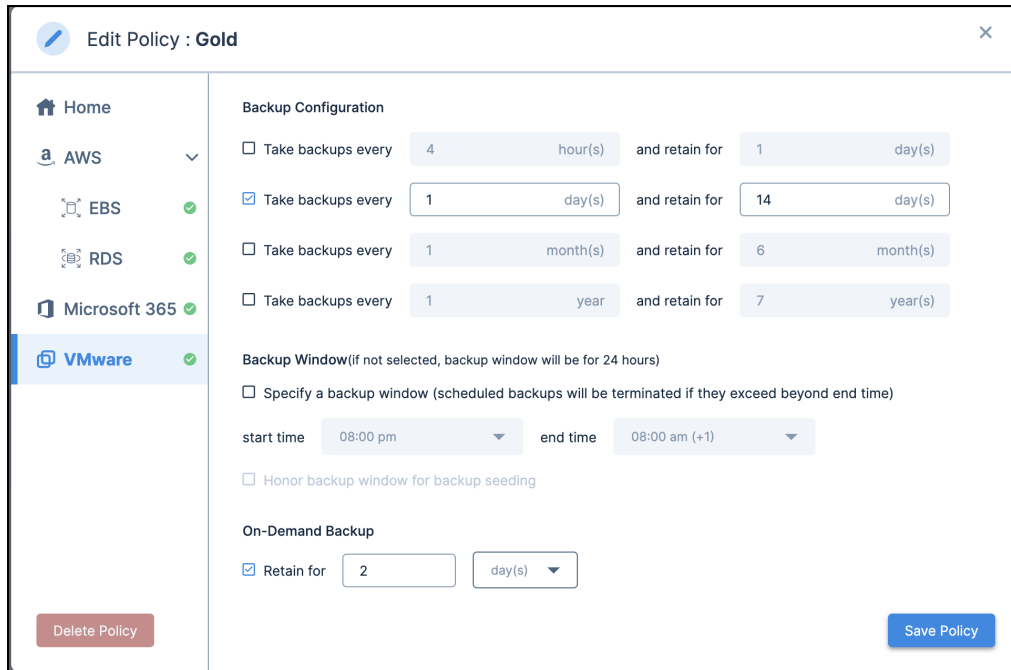 Edit Policy : Gold
Home
AWS
EBS
RDS
Microsoft 365
VMware
Delete Policy
Backup Configuration
Take backups every 4 hour(s) and retain for 1 day(s)
Take backups every 1 day(s) and retain for 14 day(s)
Take backups every 1 month(s) and retain for 6 month(s)
Take backups every 1 year and retain for 7 year(s)
Backup Window(if not selected, backup window will be for 24 hours)
Specify a backup window (scheduled backups will be terminated if they exceed beyond end time)
start time 08:00 pm end time 08:00 am (+1)
Honor backup window for backup seeding
On-Demand Backup
Retain for 2 day(s)
Save Policy